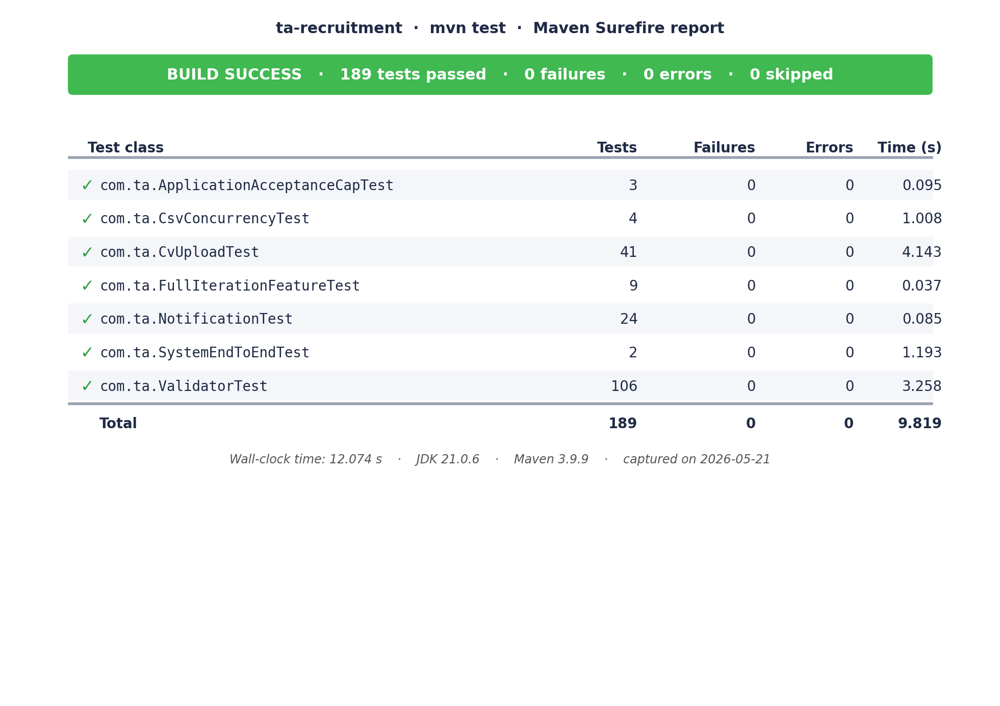 ta-recruitment · mvn test · Maven Surefire report
BUILD SUCCESS · 189 tests passed · 0 failures · 0 errors · 0 skipped
Test class Tests Failures Errors Time (s)
✓ com.ta.ApplicationAcceptanceCapTest 3 0 0 0.095
✓ com.ta.CsvConcurrencyTest 4 0 0 1.008
✓ com.ta.CvUploadTest 41 0 0 4.143
✓ com.ta.FullIterationFeatureTest 9 0 0 0.037
✓ com.ta.NotificationTest 24 0 0 0.085
✓ com.ta.SystemEndToEndTest 2 0 0 1.193
✓ com.ta.ValidatorTest 106 0 0 3.258
Total 189 0 0 9.819
Wall-clock time: 12.074 s · JDK 21.0.6 · Maven 3.9.9 · captured on 2026-05-21